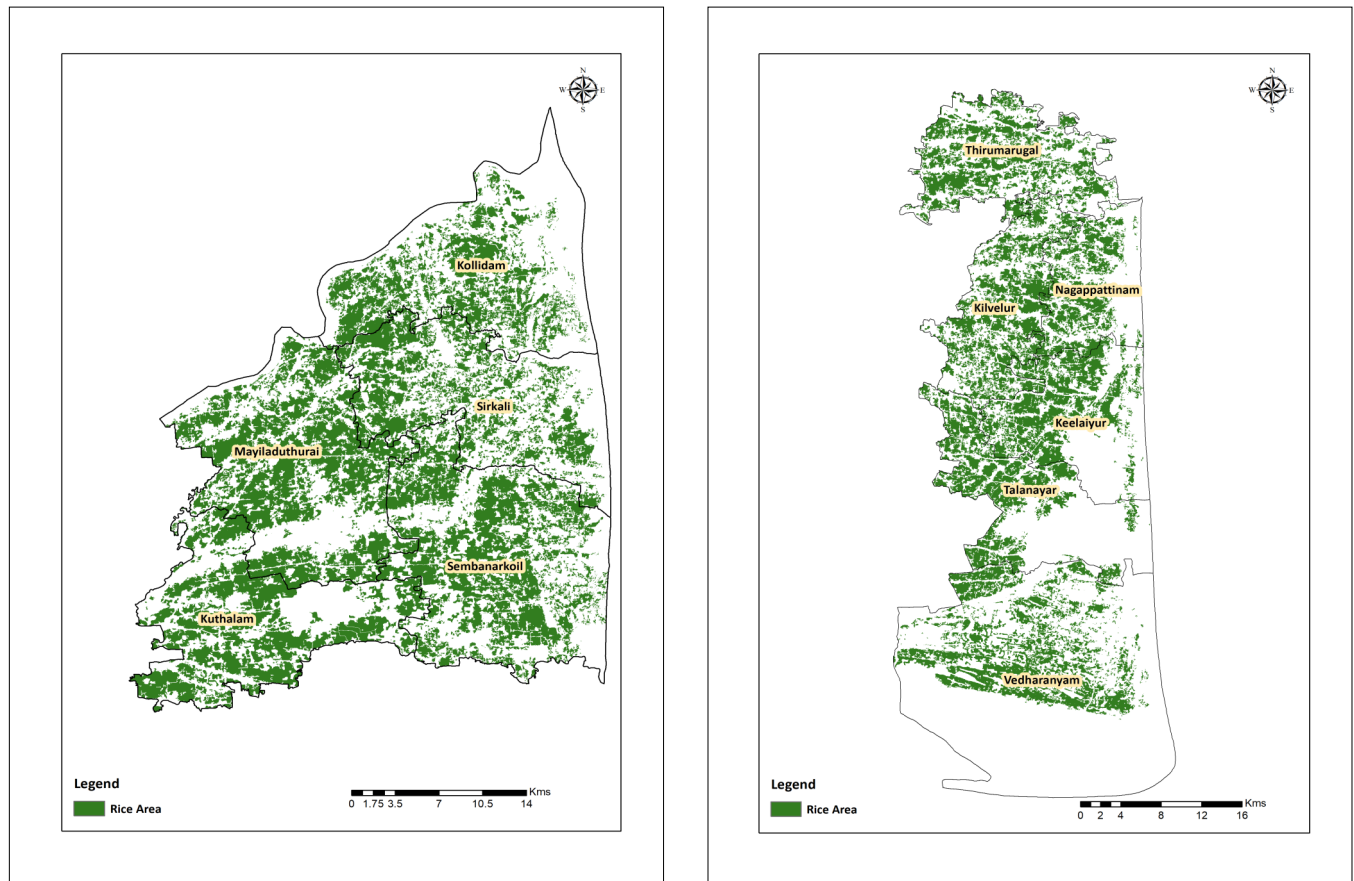 N
W E
S
Kollidam
Sirkali
Mayiladuthurai
Sembanarkoil
Kuthalam
Legend
Rice Area
Kms
0 1.75 3.5 7 10.5 14
N
W E
S
Thirumarugal
Nagappattinam
Kilvelur
Keelaiyur
Talanayar
Vedharanyam
Legend
Rice Area
Kms
0 2 4 8 12 16